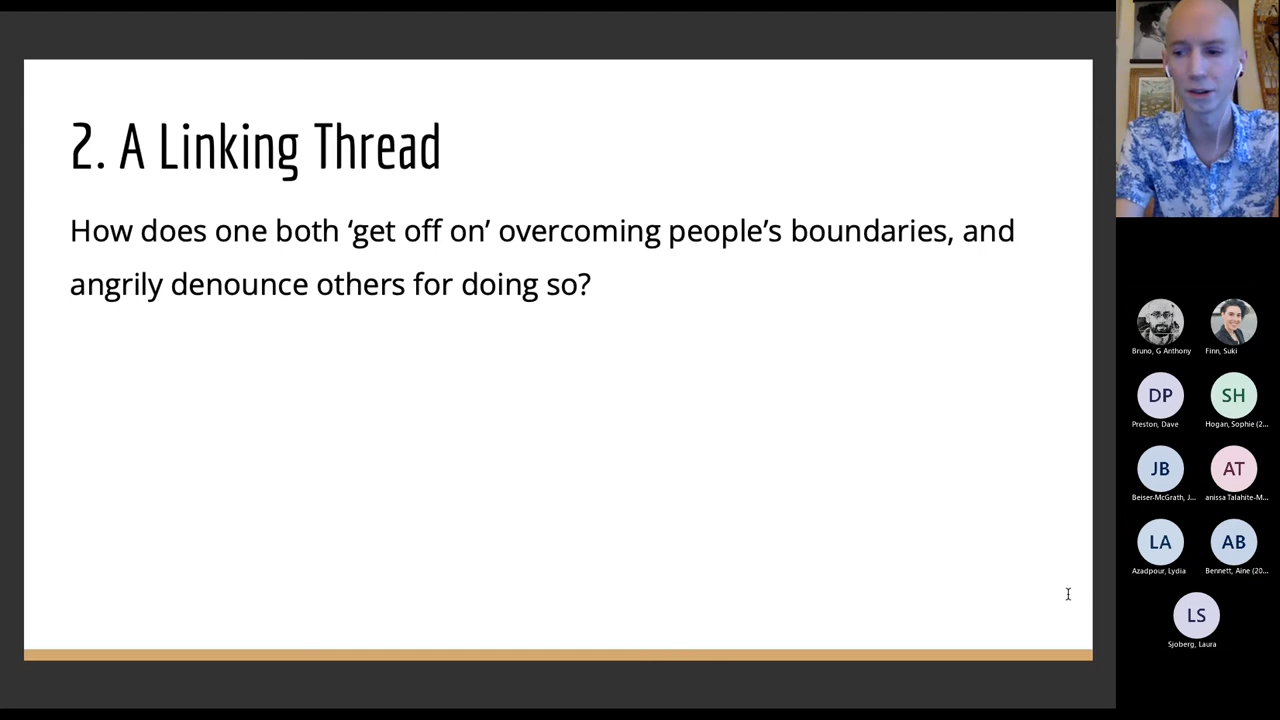 2. A Linking Thread
How does one both ‘get off on’ overcoming people’s boundaries, and
angrily denounce others for doing so?
Bruno, G Anthony
Finn, Suki
DP
SH
Preston, Dave
Hogan, Sophie (2...
JB
AT
Beiser-McGrath, J...
anissa Talahite-M...
LA
AB
Azadpour, Lydia
Bennett, Aine (20...
LS
Sjoberg, Laura